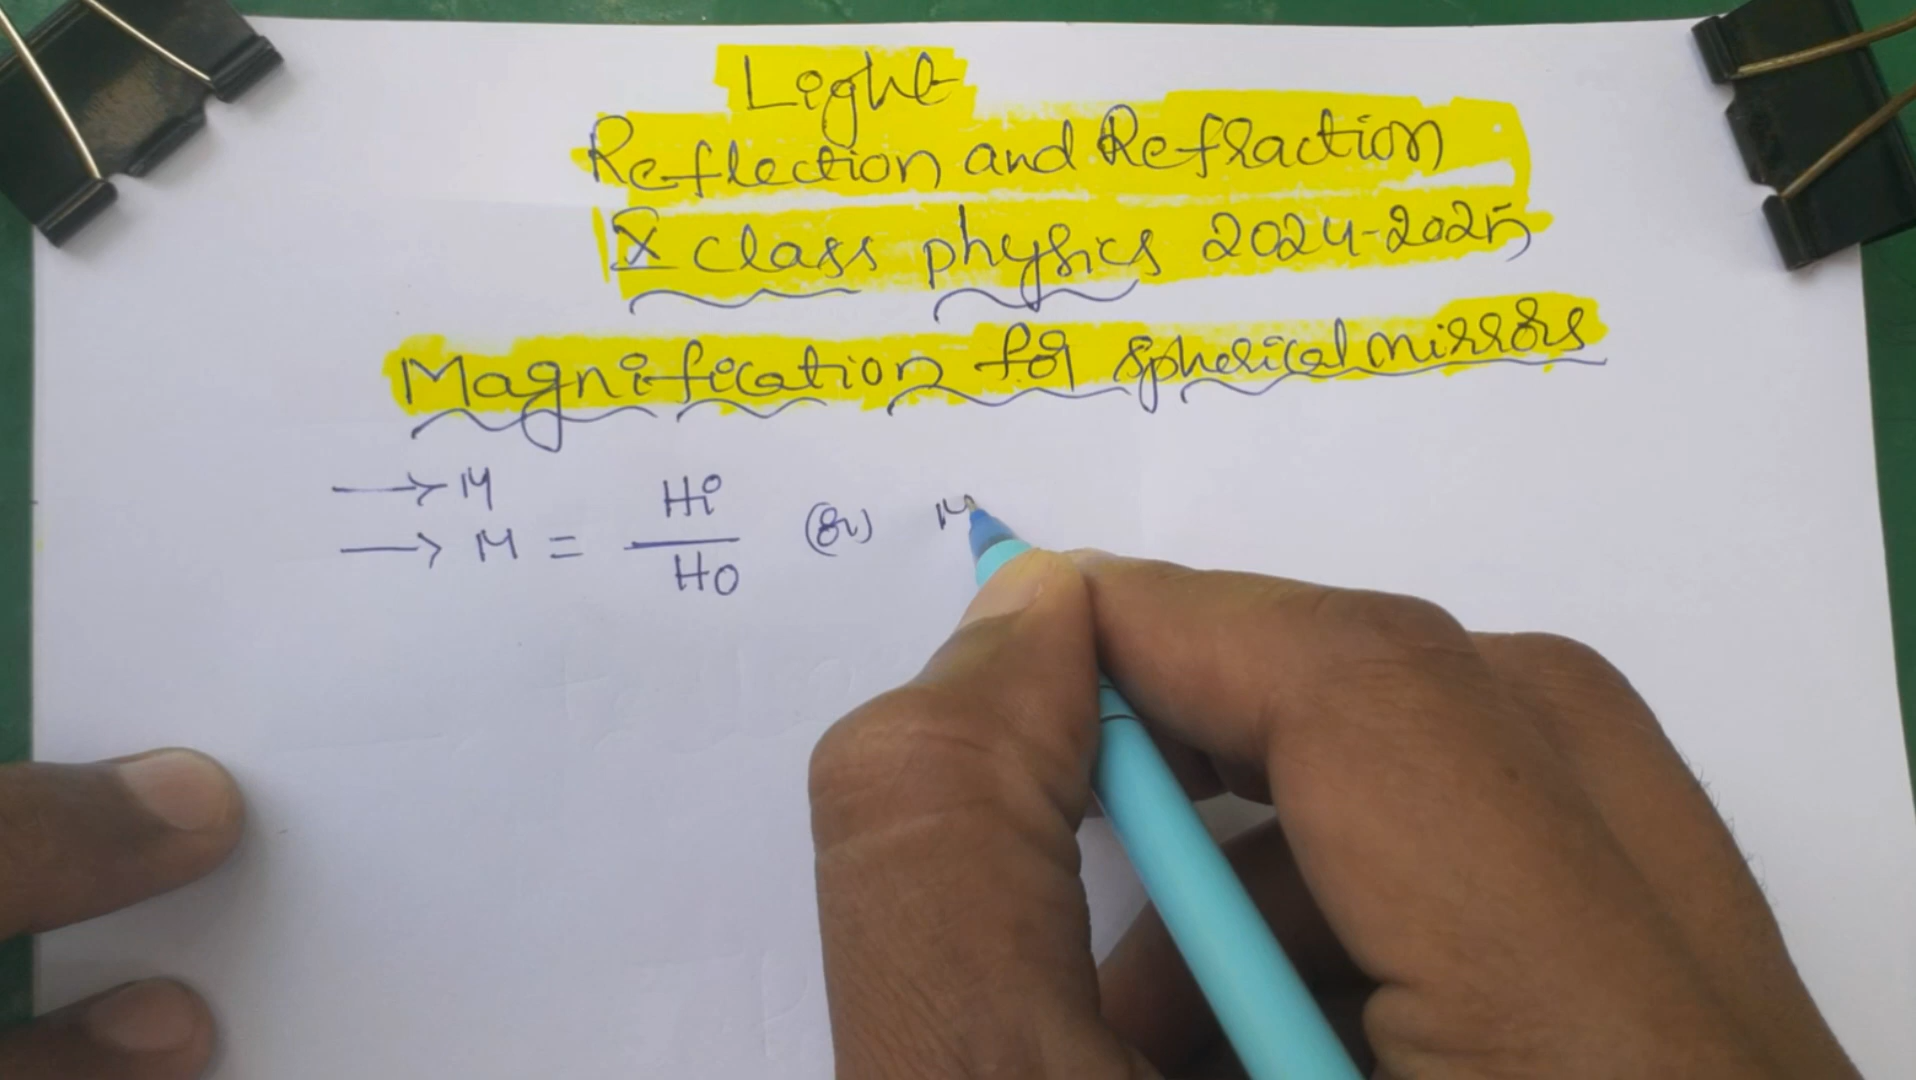 Light
Reflection and Refraction
X class physics 2024-2025
Magnification for spherical mirrors
→ M
→ M = Hi / Ho (or) M